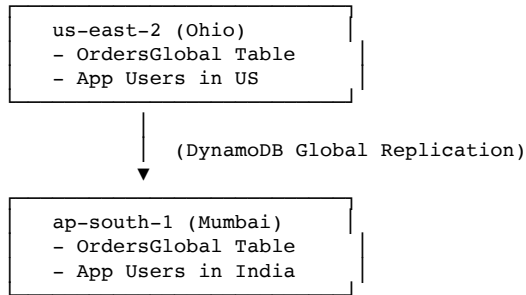 us-east-2 (Ohio)
- OrdersGlobal Table
- App Users in US
(DynamoDB Global Replication)
ap-south-1 (Mumbai)
- OrdersGlobal Table
- App Users in India